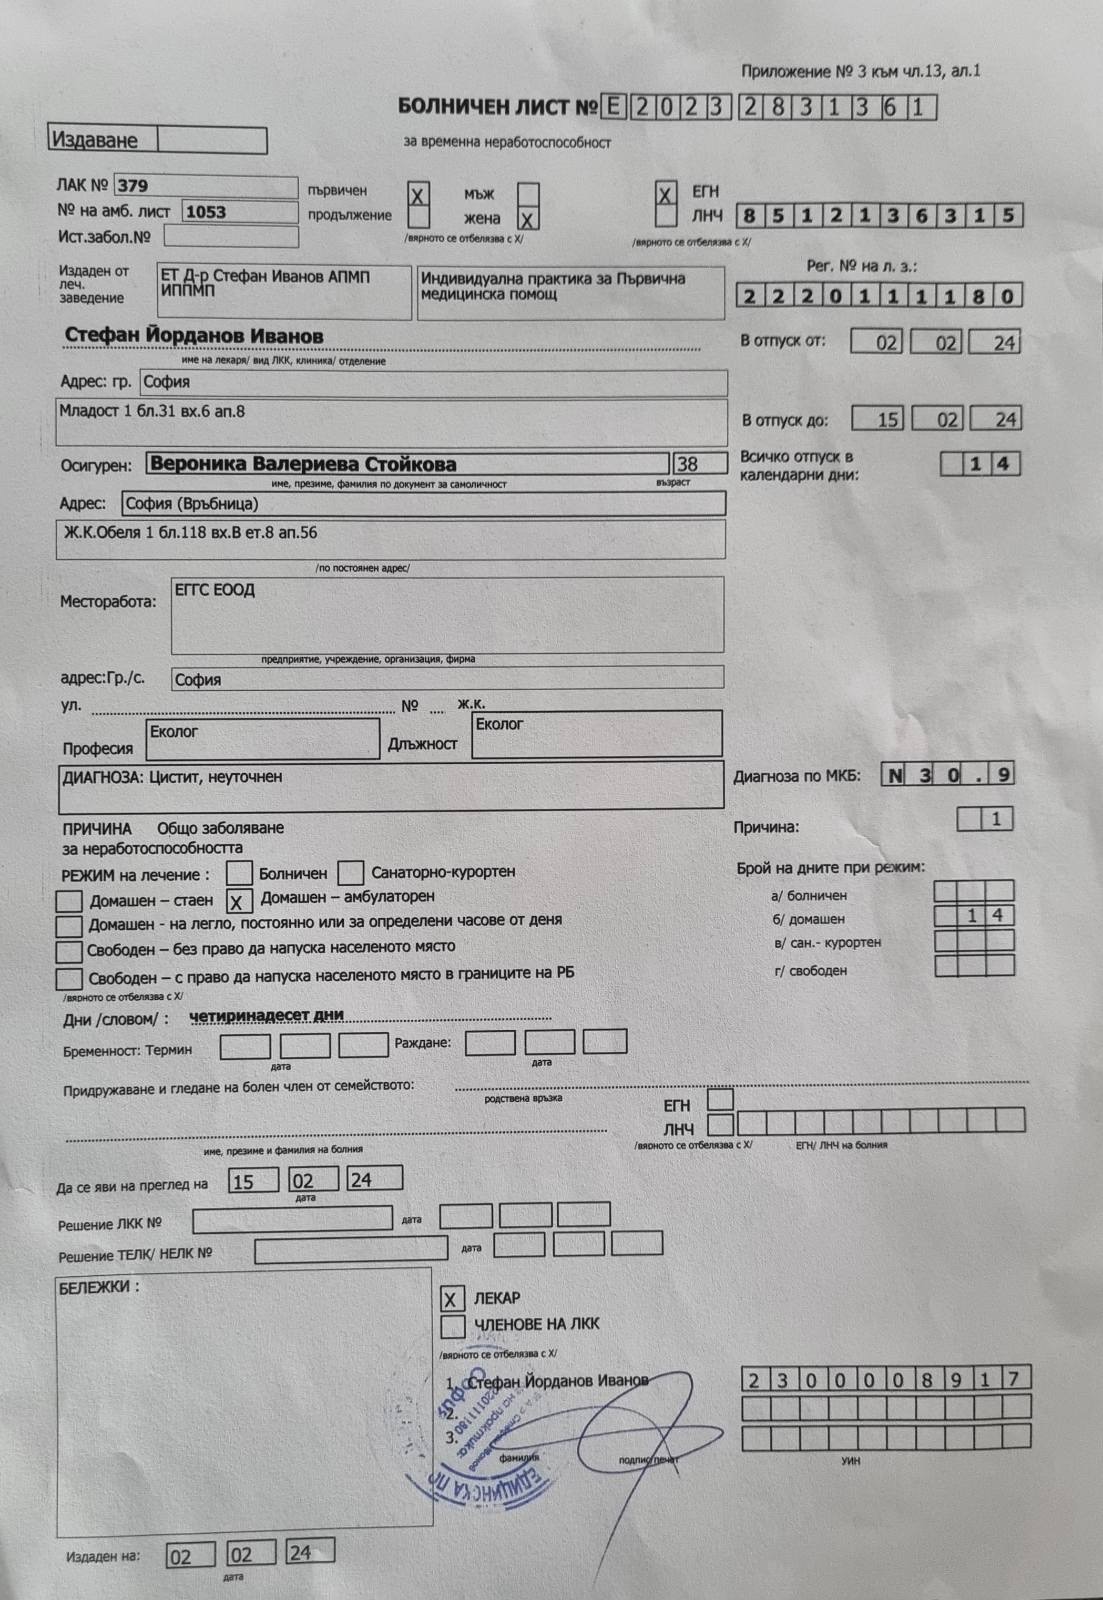 Приложение № 3 към чл.13, ал.1
БОЛНИЧЕН ЛИСТ № Е 2023 2831361
Издаване
за временна неработоспособност
ЛАК № 379 първичен X мъж X ЕГН
№ на амб. лист 1053 продължение жена X ЛНЧ 8512136315
Ист.забол.№ /вярното се отбелязва с X/ /вярното се отбелязва с X/
Издаден от леч. заведение ЕТ Д-р Стефан Иванов АПМП ИППМП Индивидуална практика за Първична медицинска помощ
Рег. № на л. з.:
2220111180
Стефан Йорданов Иванов
име на лекаря/ вид ЛКК, клиника/ отделение
В отпуск от: 02 02 24
Адрес: гр. София
Младост 1 бл.31 вх.6 ап.8
В отпуск до: 15 02 24
Осигурен: Вероника Валериева Стойкова 38
име, презиме, фамилия по документ за самоличност възраст
Всичко отпуск в календарни дни: 14
Адрес: София (Връбница)
Ж.К.Обеля 1 бл.118 вх.В ет.8 ап.56
/по постоянен адрес/
Месторабота: ЕГГС ЕООД
предприятие, учреждение, организация, фирма
адрес:Гр./с. София
ул. № ж.к.
Професия Еколог Длъжност Еколог
ДИАГНОЗА: Цистит, неуточнен
Диагноза по МКБ: N30.9
ПРИЧИНА Общо заболяване
за неработоспособността
Причина: 1
РЕЖИМ на лечение : Болничен Санаторно-курортен
Домашен – стаен X Домашен – амбулаторен
Домашен - на легло, постоянно или за определени часове от деня
Свободен – без право да напуска населеното място
Свободен – с право да напуска населеното място в границите на РБ
/вярното се отбелязва с X/
Брой на дните при режим:
а/ болничен
б/ домашен 14
в/ сан.- курортен
г/ свободен
Дни /словом/ : четиринадесет дни
Бременност: Термин Раждане:
дата дата
Придружаване и гледане на болен член от семейството:
родствена връзка
ЕГН
ЛНЧ
/вярното се отбелязва с X/ ЕГН/ ЛНЧ на болния
име, презиме и фамилия на болния
Да се яви на преглед на 15 02 24
дата
Решение ЛКК № дата
Решение ТЕЛК/ НЕЛК № дата
БЕЛЕЖКИ :
X ЛЕКАР
ЧЛЕНОВЕ НА ЛКК
/вярното се отбелязва с X/
1. Стефан Йорданов Иванов 2300008917
2.
3.
фамилия подпис/печат УИН
Издаден на: 02 02 24
дата